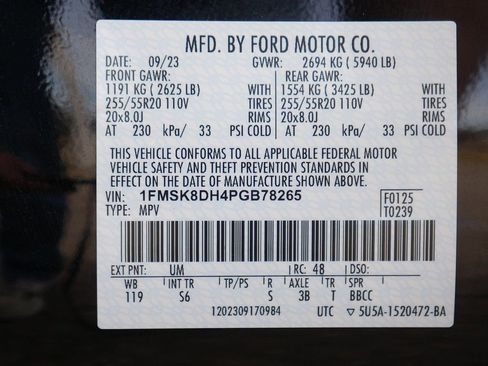 MFD. BY FORD MOTOR CO.
DATE: 09/23 GVWR: 2694 KG ( 5940 LB)
FRONT GAWR: REAR GAWR:
1191 KG ( 2625 LB) WITH 1554 KG ( 3425 LB) WITH
255/55R20 110V TIRES 255/55R20 110V TIRES
20x8.0J RIMS 20x8.0J RIMS
AT 230 kPa/ 33 PSI COLD AT 230 kPa/ 33 PSI COLD
THIS VEHICLE CONFORMS TO ALL APPLICABLE FEDERAL MOTOR
VEHICLE SAFETY AND THEFT PREVENTION STANDARDS IN
EFFECT ON THE DATE OF MANUFACTURE SHOWN ABOVE.
VIN: 1FMSK8DH4PGB78265 F0125
TYPE: MPV T0239
EXT PNT: UM RC: 48 DSO:
WB INT TR TP/PS R AXLE TR SPR
119 S6 S 3B T BBCC
1202309170984 UTC ▽ 5U5A-1520472-BA